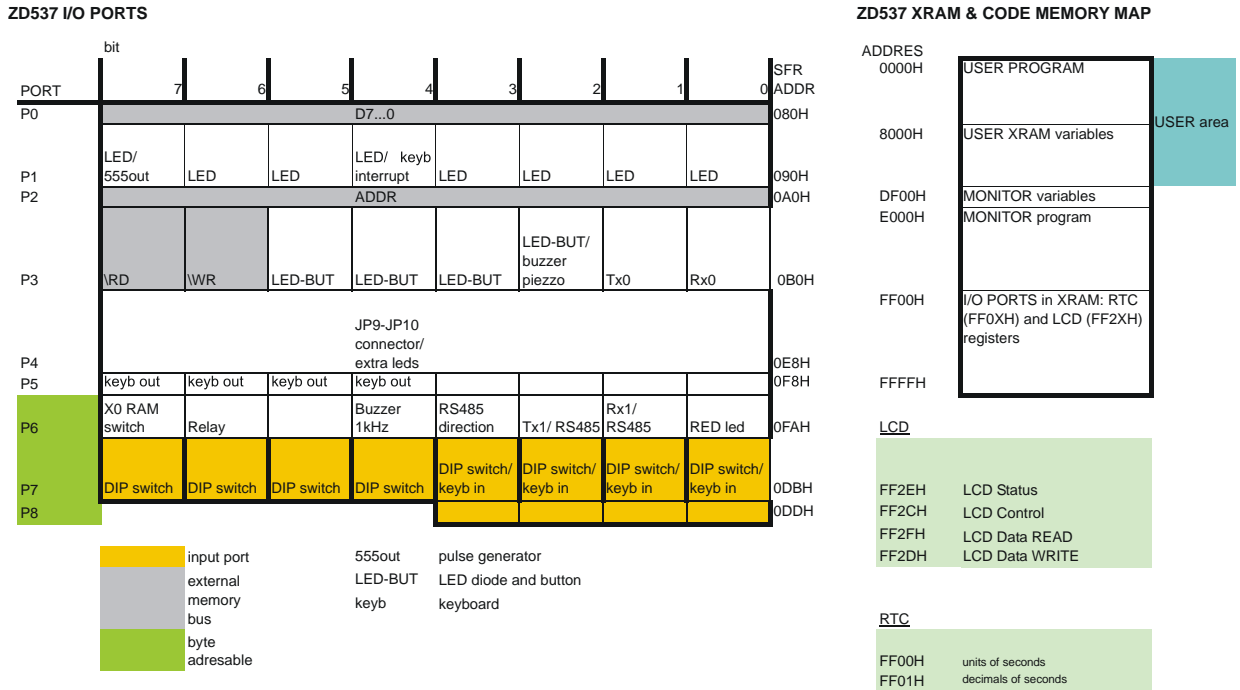 ZD537 I/O PORTS
bit
PORT 7 6 5 4 3 2 1 0 SFR ADDR
P0 D7...0 080H
P1 LED/ 555out LED LED LED/ keyb interrupt LED LED LED LED 090H
P2 ADDR 0A0H
P3 \RD \WR LED-BUT LED-BUT LED-BUT LED-BUT/ buzzer piezzo Tx0 Rx0 0B0H
P4 JP9-JP10 connector/ extra leds 0E8H
P5 keyb out keyb out keyb out keyb out 0F8H
P6 X0 RAM switch Relay Buzzer 1kHz RS485 direction Tx1/ RS485 Rx1/ RS485 RED led 0FAH
P7 DIP switch DIP switch DIP switch DIP switch DIP switch/ keyb in DIP switch/ keyb in DIP switch/ keyb in DIP switch/ keyb in 0DBH
P8 0DDH
input port
external
memory
bus
byte
adresable
555out pulse generator
LED-BUT LED diode and button
keyb keyboard
ZD537 XRAM & CODE MEMORY MAP
ADDRES
0000H USER PROGRAM
USER area
8000H USER XRAM variables
DF00H MONITOR variables
E000H MONITOR program
FF00H I/O PORTS in XRAM: RTC
(FF0XH) and LCD (FF2XH)
registers
FFFFH
LCD
FF2EH LCD Status
FF2CH LCD Control
FF2FH LCD Data READ
FF2DH LCD Data WRITE
RTC
FF00H units of seconds
FF01H decimals of seconds